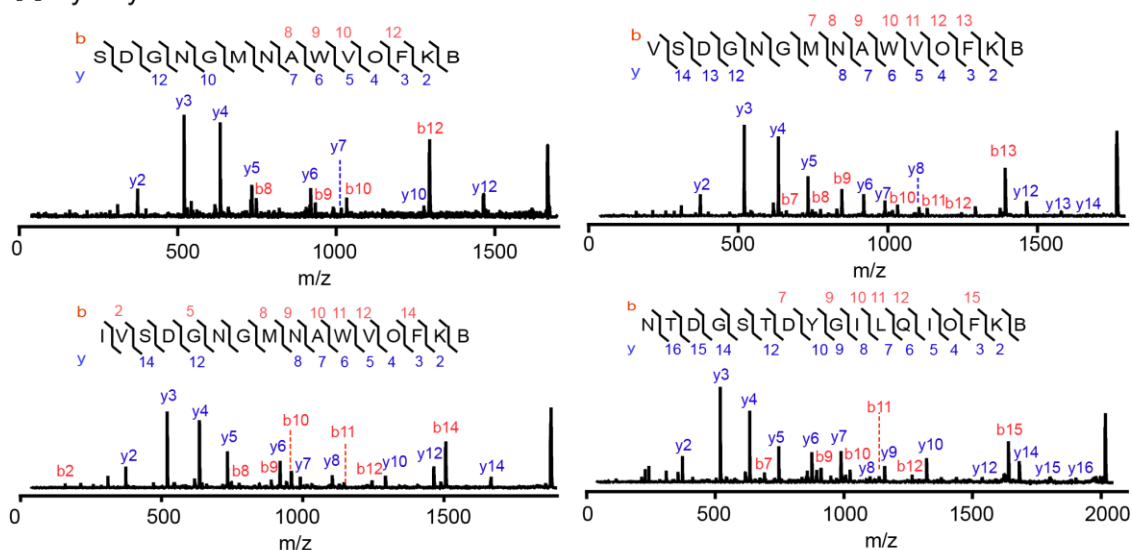 8 9 10 12
b
S D G N G M N A W V O F K B
y
12 10 7 6 5 4 3 2
y3
y4
b12
y7
y2
y5
b8
y6
b9
b10
y10
y12
0 500 1000 1500
m/z
7 8 9 10 11 12 13
b
V S D G N G M N A W V O F K B
y
14 13 12 8 7 6 5 4 3 2
y3
y4
y8
b13
y5
b9
y2
b7
b8
y6
y7
b10
b11
b12
y12
y13
y14
0 500 1000 1500
m/z
2 5 8 9 10 11 12 14
b
I V S D G N G M N A W V O F K B
y
14 12 8 7 6 5 4 3 2
y3
y4
b10
b11
b14
y5
y6
y2
b2
b8
b9
y7
y8
b12
y10
y12
y14
0 500 1000 1500
m/z
7 9 10 11 12 15
b
N T D G S T D Y G I L Q I O F K B
y
16 15 14 12 10 9 8 7 6 5 4 3 2
y3
y4
b11
b15
y2
y5
b7
y6
b9
y7
b10
y8
y9
b12
y10
y12
y14
y15
y16
0 500 1000 1500 2000
m/z